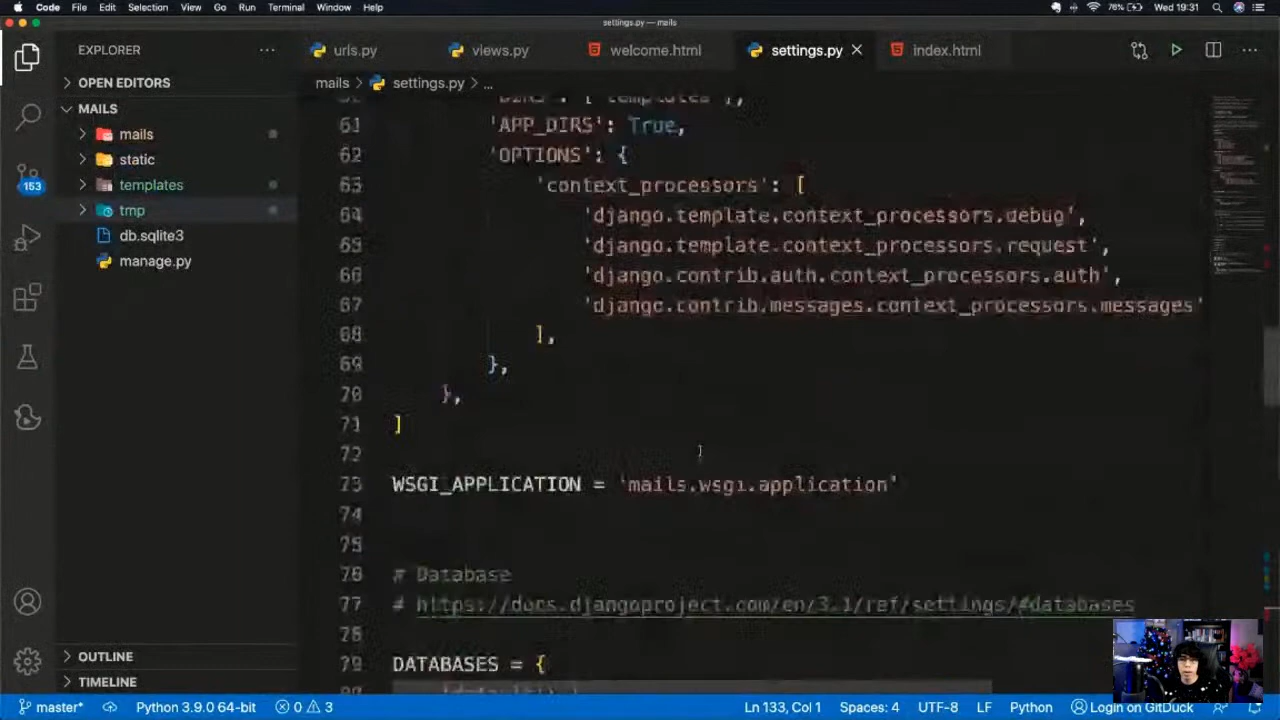 Code File Edit Selection View Go Run Terminal Window Help 76% Wed 19:31
settings.py — mails
EXPLORER
urls.py views.py welcome.html settings.py index.html
mails settings.py ...
OPEN EDITORS
MAILS
mails
static
templates
tmp
db.sqlite3
manage.py
153
'DIRS': ['templates'],
61 'APP_DIRS': True,
62 'OPTIONS': {
63 'context_processors': [
64 'django.template.context_processors.debug',
65 'django.template.context_processors.request',
66 'django.contrib.auth.context_processors.auth',
67 'django.contrib.messages.context_processors.messages'
68 ],
69 },
70 },
71 ]
72
73 WSGI_APPLICATION = 'mails.wsgi.application'
74
75
76 # Database
77 # https://docs.djangoproject.com/en/3.1/ref/settings/#databases
78
79 DATABASES = {
OUTLINE
TIMELINE
master* Python 3.9.0 64-bit 0 3 Ln 133, Col 1 Spaces: 4 UTF-8 LF Python Login on GitDuck